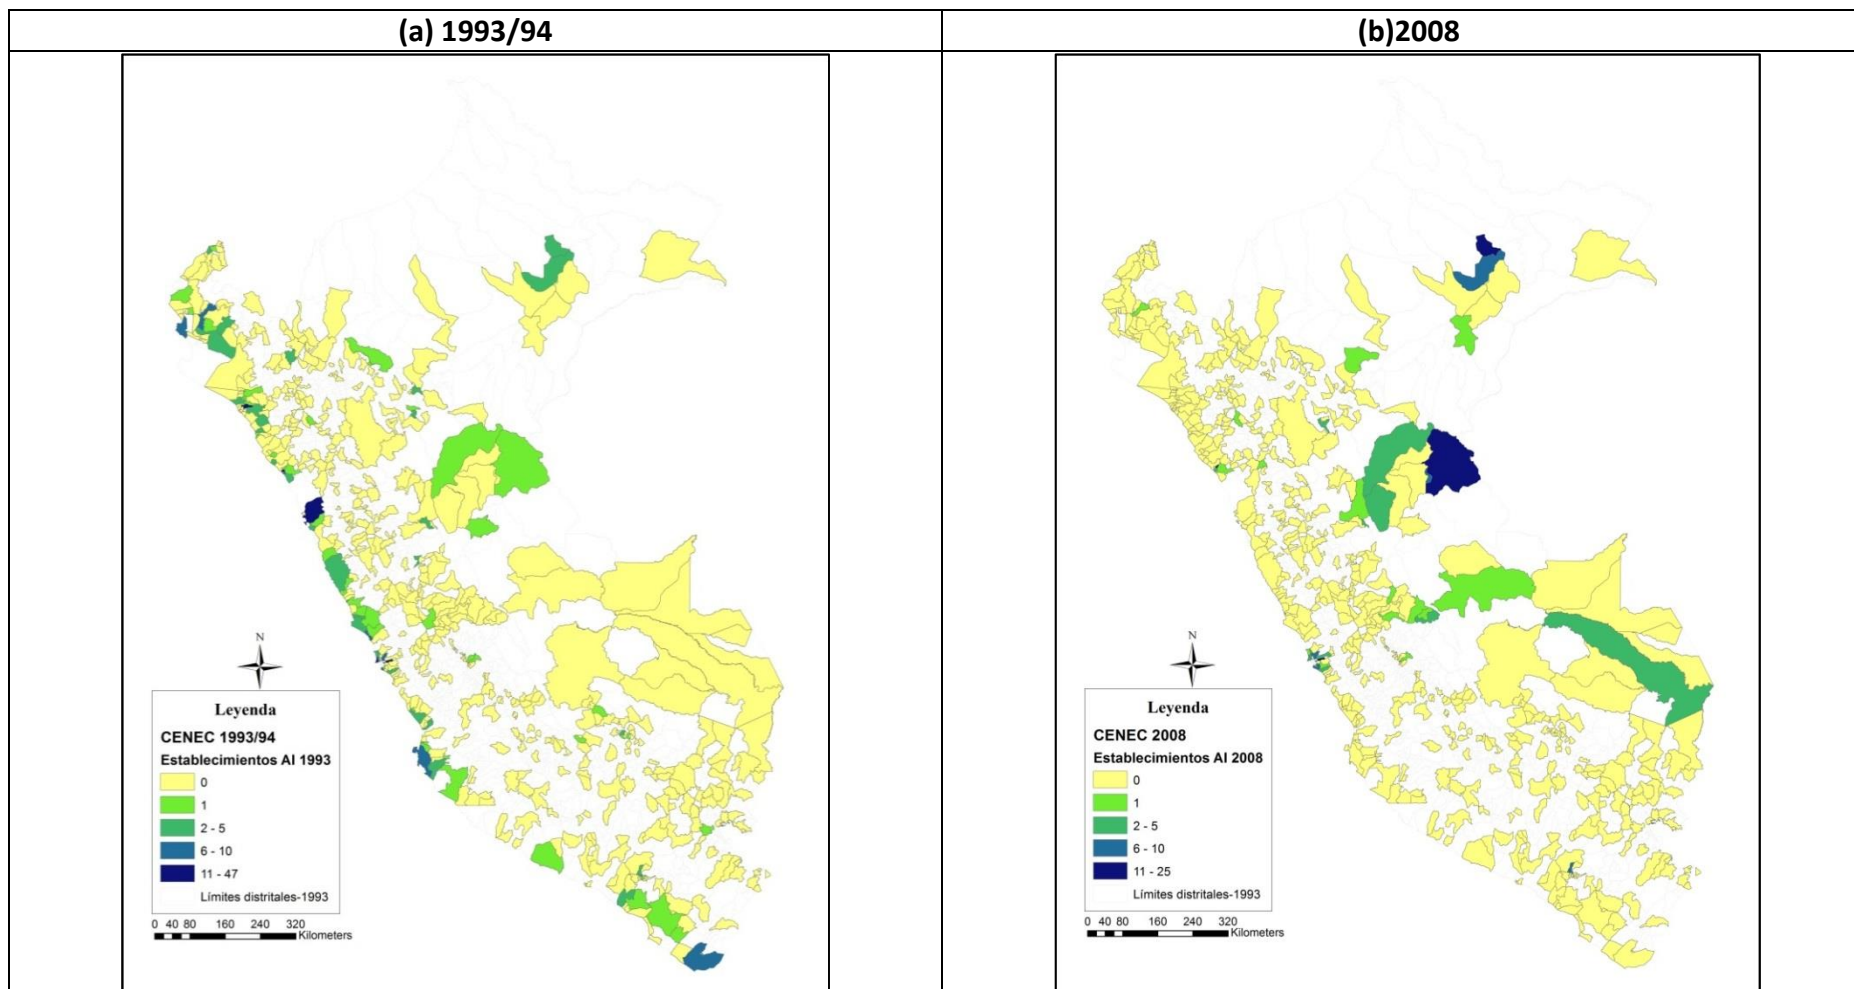 (a) 1993/94
(b)2008
N
Leyenda
CENEC 1993/94
Establecimientos AI 1993
0
1
2 - 5
6 - 10
11 - 47
Límites distritales-1993
0 40 80 160 240 320
Kilometers
N
Leyenda
CENEC 2008
Establecimientos AI 2008
0
1
2 - 5
6 - 10
11 - 25
Límites distritales-1993
0 40 80 160 240 320
Kilometers